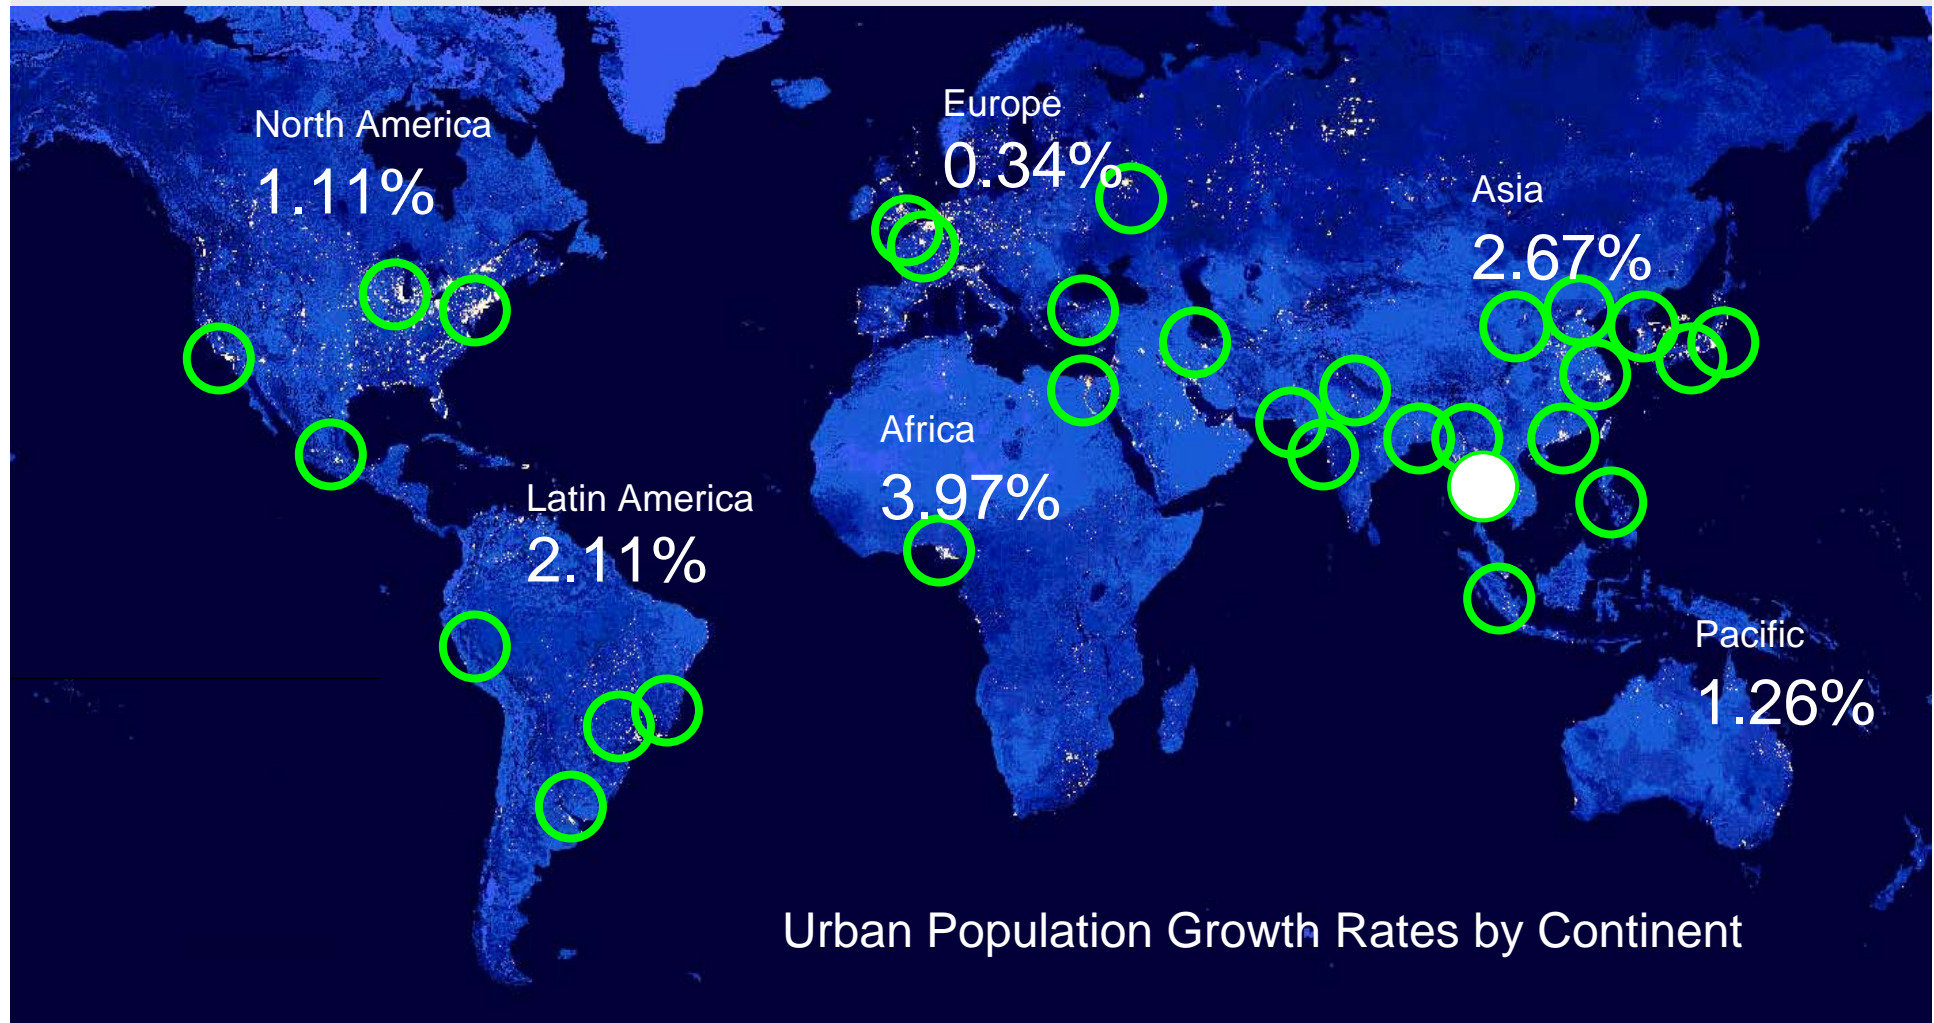 North America
1.11%
Europe
0.34%
Asia
2.67%
Africa
3.97%
Latin America
2.11%
Pacific
1.26%
Urban Population Growth Rates by Continent